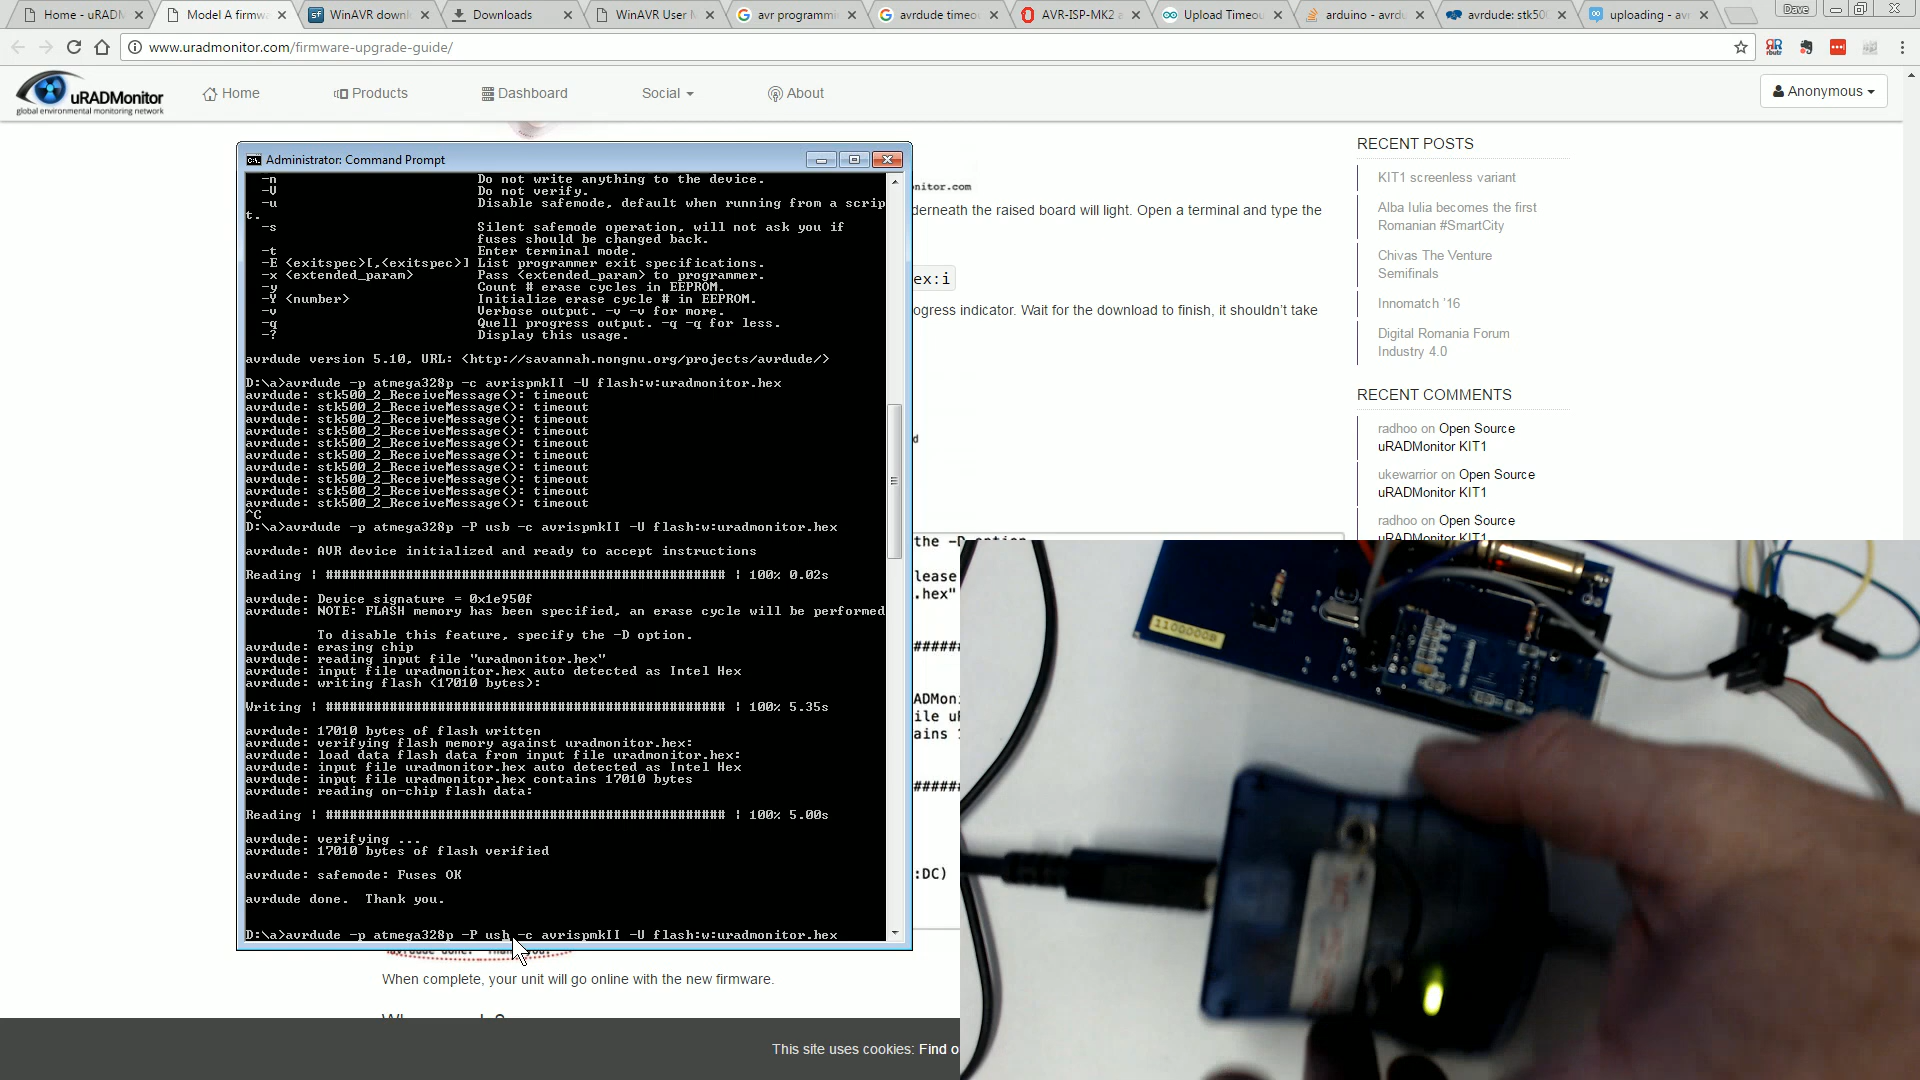 Home - uRADM
Model A firmwa
WinAVR downl
Downloads
WinAVR User M
avr programmin
avrdude timeo
AVR-ISP-MK2 a
Upload Timeou
arduino - avrdu
avrdude: stk50
uploading - avr
Dave
www.uradmonitor.com/firmware-upgrade-guide/
uRADMonitor
global environmental monitoring network
Home
Products
Dashboard
Social
About
Anonymous
Administrator: Command Prompt
-n Do not write anything to the device.
-V Do not verify.
-u Disable safemode, default when running from a scrip
t.
-s Silent safemode operation, will not ask you if
fuses should be changed back.
-t Enter terminal mode.
-E <exitspec>[,<exitspec>] List programmer exit specifications.
-x <extended_param> Pass <extended_param> to programmer.
-y Count # erase cycles in EEPROM.
-Y <number> Initialize erase cycle # in EEPROM.
-v Verbose output. -v -v for more.
-q Quell progress output. -q -q for less.
-? Display this usage.
avrdude version 5.10, URL: <http://savannah.nongnu.org/projects/avrdude/>
D:\a>avrdude -p atmega328p -c avrispmkII -U flash:w:uradmonitor.hex
avrdude: stk500_2_ReceiveMessage(): timeout
avrdude: stk500_2_ReceiveMessage(): timeout
avrdude: stk500_2_ReceiveMessage(): timeout
avrdude: stk500_2_ReceiveMessage(): timeout
avrdude: stk500_2_ReceiveMessage(): timeout
avrdude: stk500_2_ReceiveMessage(): timeout
avrdude: stk500_2_ReceiveMessage(): timeout
avrdude: stk500_2_ReceiveMessage(): timeout
avrdude: stk500_2_ReceiveMessage(): timeout
avrdude: stk500_2_ReceiveMessage(): timeout
^C
D:\a>avrdude -p atmega328p -P usb -c avrispmkII -U flash:w:uradmonitor.hex
avrdude: AVR device initialized and ready to accept instructions
Reading | ################################################## | 100% 0.02s
avrdude: Device signature = 0x1e950f
avrdude: NOTE: FLASH memory has been specified, an erase cycle will be performed
To disable this feature, specify the -D option.
avrdude: erasing chip
avrdude: reading input file "uradmonitor.hex"
avrdude: input file uradmonitor.hex auto detected as Intel Hex
avrdude: writing flash (17010 bytes):
Writing | ################################################## | 100% 5.35s
avrdude: 17010 bytes of flash written
avrdude: verifying flash memory against uradmonitor.hex:
avrdude: load data flash data from input file uradmonitor.hex:
avrdude: input file uradmonitor.hex auto detected as Intel Hex
avrdude: input file uradmonitor.hex contains 17010 bytes
avrdude: reading on-chip flash data:
Reading | ################################################## | 100% 5.00s
avrdude: verifying ...
avrdude: 17010 bytes of flash verified
avrdude: safemode: Fuses OK
avrdude done. Thank you.
D:\a>avrdude -p atmega328p -P usb -c avrispmkII -U flash:w:uradmonitor.hex
nitor.com
derneath the raised board will light. Open a terminal and type the
ex:i
ogress indicator. Wait for the download to finish, it shouldn't take
d
the -D option
lease
.hex"
#####
ADMon
ile u
ains 1
#####
:DC)
When complete, your unit will go online with the new firmware.
This site uses cookies: Find o
RECENT POSTS
KIT1 screenless variant
Alba Iulia becomes the first
Romanian #SmartCity
Chivas The Venture
Semifinals
Innomatch '16
Digital Romania Forum
Industry 4.0
RECENT COMMENTS
radhoo on Open Source
uRADMonitor KIT1
ukewarrior on Open Source
uRADMonitor KIT1
radhoo on Open Source
uRADMonitor KIT1
1100000B